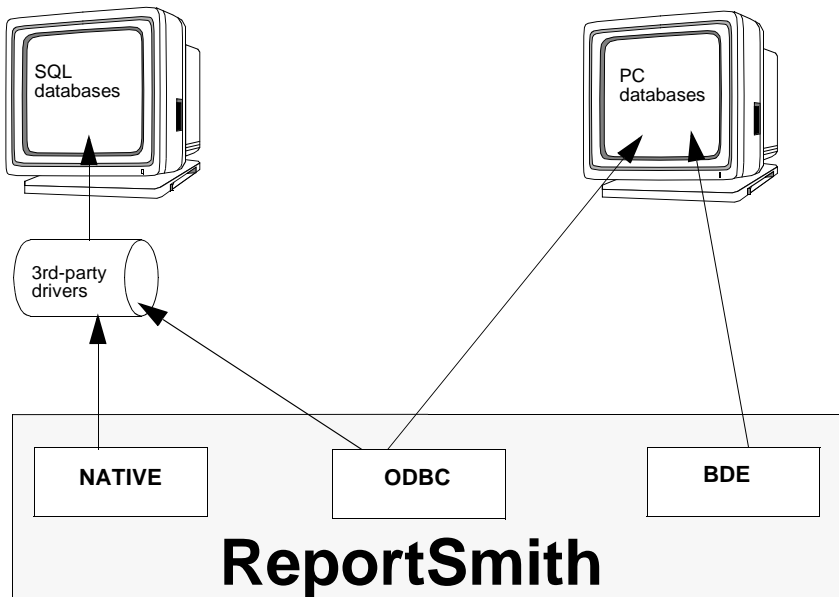 SQL
databases
PC
databases
3rd-party
drivers
NATIVE
ODBC
BDE
ReportSmith